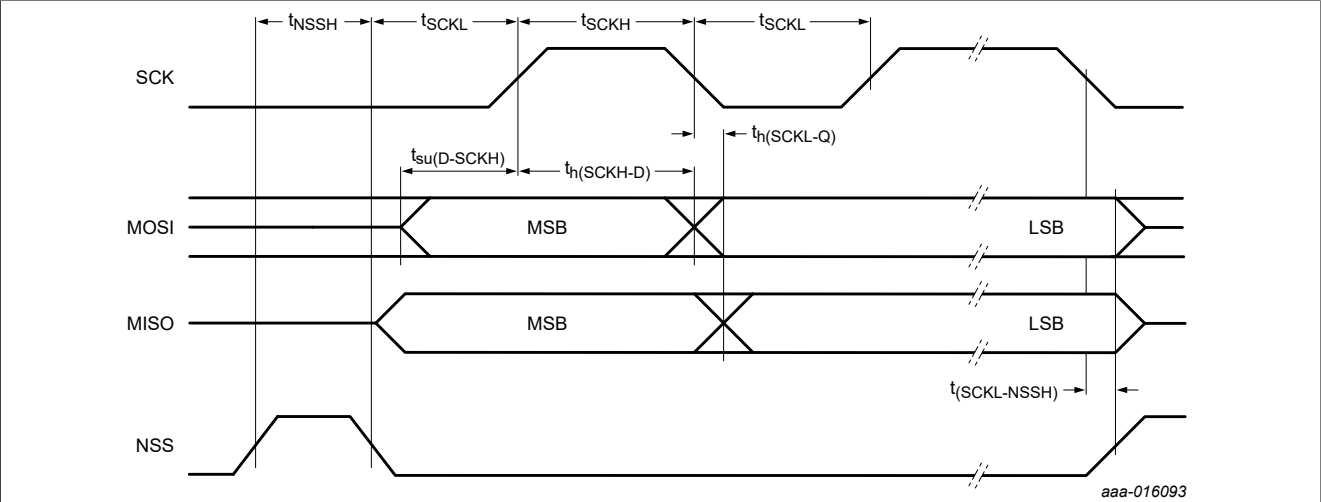 tNSSH
tSCKL
tSCKH
tSCKL
SCK
th(SCKL-Q)
tsu(D-SCKH)
th(SCKH-D)
MOSI
MSB
LSB
MISO
MSB
LSB
t(SCKL-NSSH)
NSS
aaa-016093